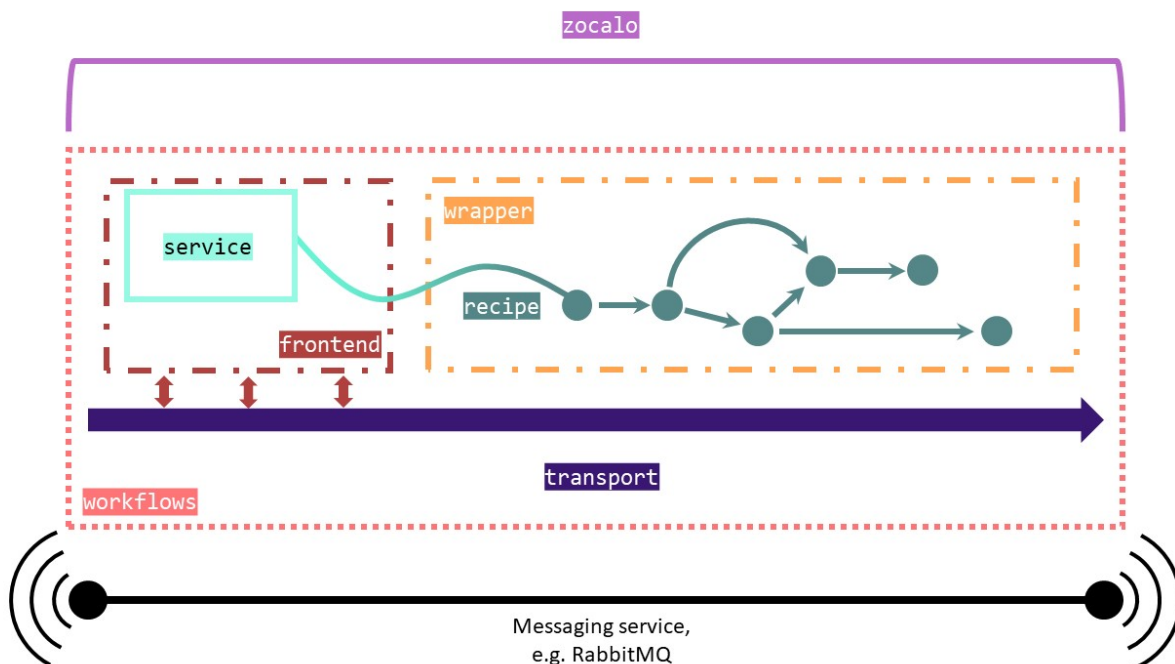 zocalo
wrapper
service
recipe
frontend
transport
workflows
Messaging service,
e.g. RabbitMQ